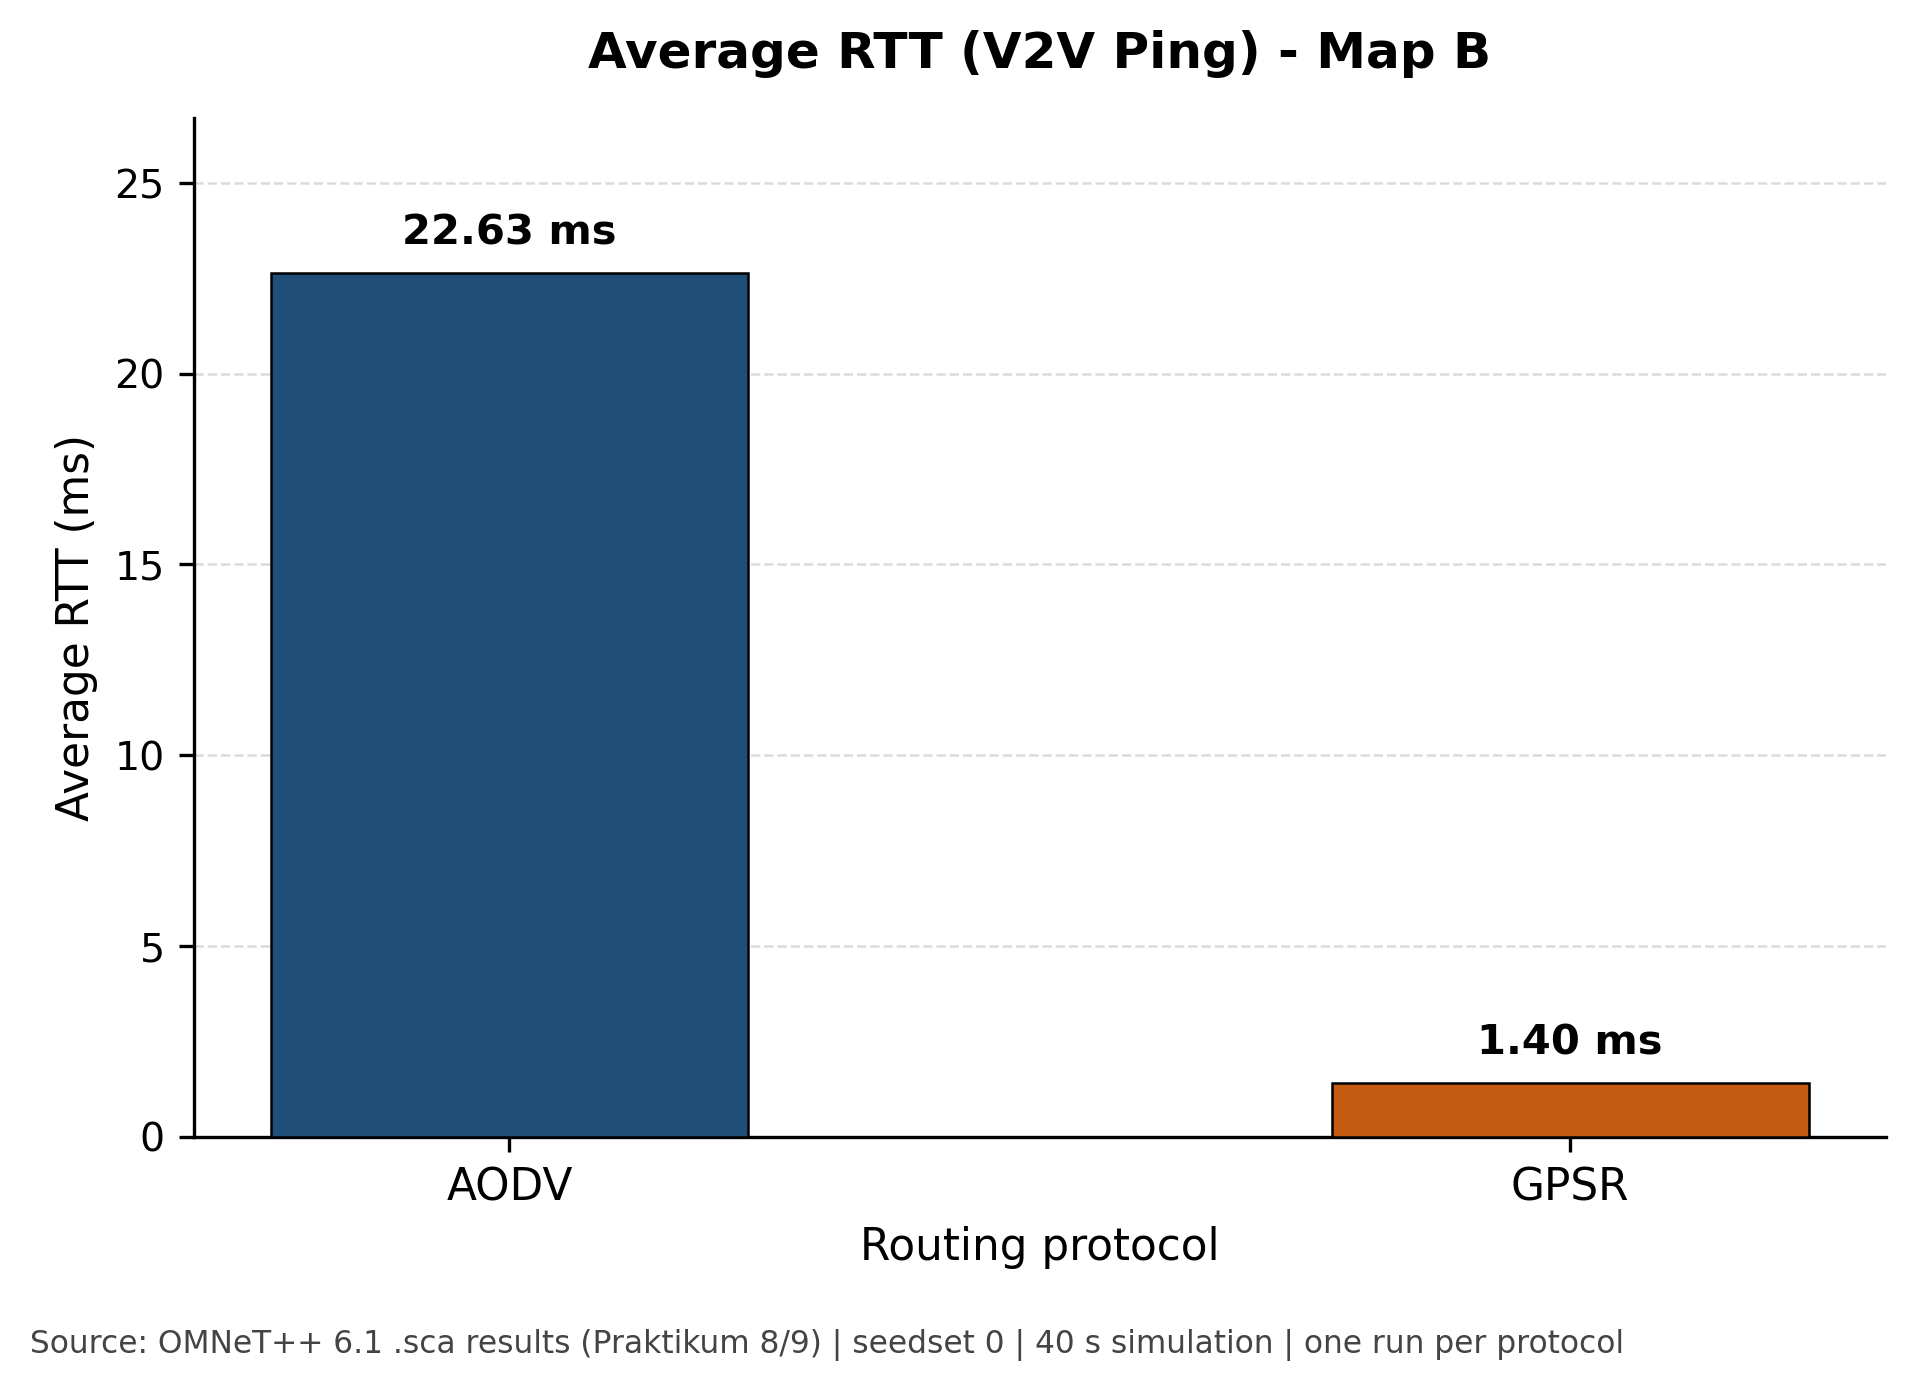 Average RTT (V2V Ping) - Map B
Average RTT (ms)
25
20
15
10
5
0
22.63 ms
1.40 ms
AODV
GPSR
Routing protocol
Source: OMNeT++ 6.1 .sca results (Praktikum 8/9) | seedset 0 | 40 s simulation | one run per protocol